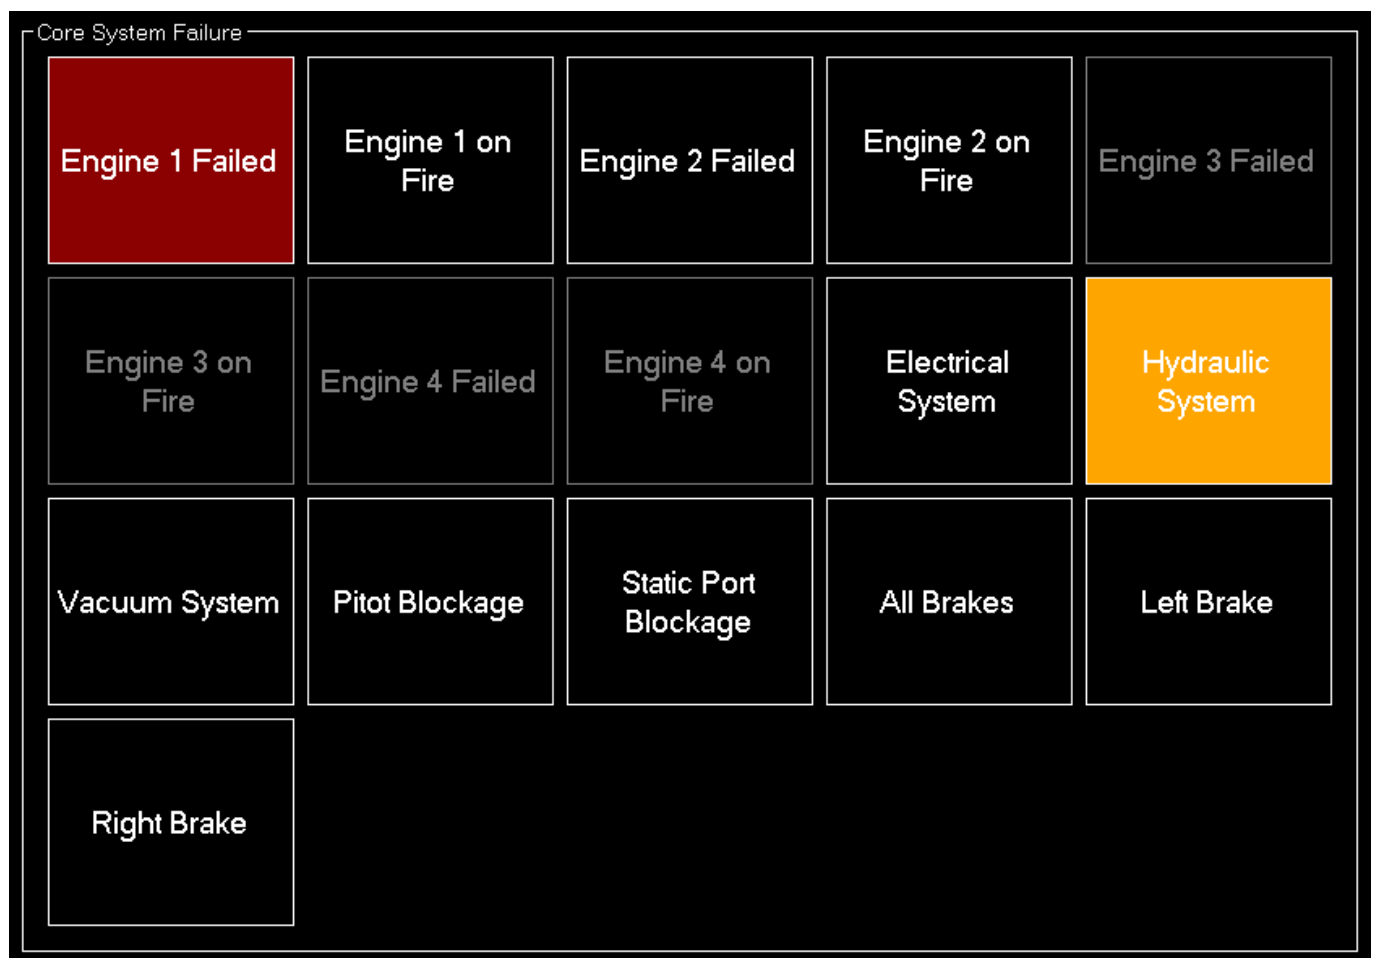 Core System Failure
Engine 1 Failed
Engine 1 on
Fire
Engine 2 Failed
Engine 2 on
Fire
Engine 3 Failed
Engine 3 on
Fire
Engine 4 Failed
Engine 4 on
Fire
Electrical
System
Hydraulic
System
Vacuum System
Pitot Blockage
Static Port
Blockage
All Brakes
Left Brake
Right Brake